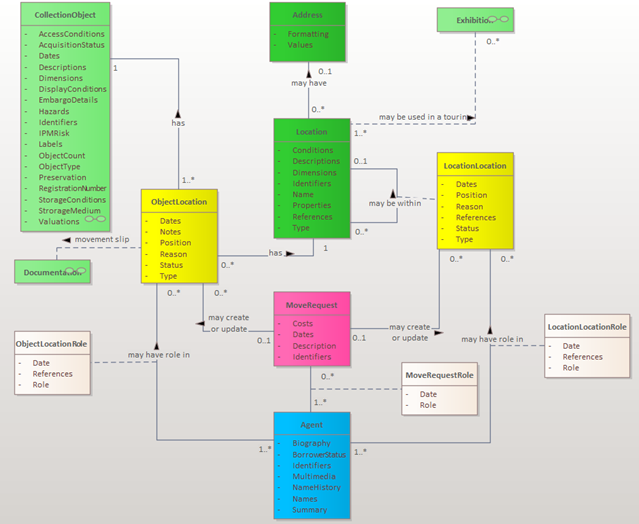 CollectionObject
- AccessConditions
- AcquisitionStatus
- Dates
- Descriptions
- Dimensions
- DisplayConditions
- EmbargoDetails
- Hazards
- Identifiers
- IPMRisk
- Labels
- ObjectCount
- ObjectType
- Preservation
- RegistrationNumber
- StorageConditions
- StrorageMedium
- Valuations
Address
- Formatting
- Values
Exhibition
0..*
1
0..1
may have
0..*
has
1..*
may be used in a touring
1..*
Location
- Conditions
- Descriptions
- Dimensions
- Identifiers
- Name
- Properties
- References
- Type
0..1
may be within
0..*
1
LocationLocation
- Dates
- Position
- Reason
- References
- Status
- Type
0..*
0..*
ObjectLocation
- Dates
- Notes
- Position
- Reason
- Status
- Type
movement slip
Documentation
has
0..*
0..*
0..*
MoveRequest
- Costs
- Dates
- Description
- Identifiers
may create
or update
0..1
0..1
may create
or update
ObjectLocationRole
- Date
- References
- Role
may have role in
may have role in
LocationLocationRole
- Date
- References
- Role
MoveRequestRole
- Date
- Role
0..*
1..*
Agent
- Biography
- BorrowerStatus
- Identifiers
- Multimedia
- NameHistory
- Names
- Summary
1..*
1..*